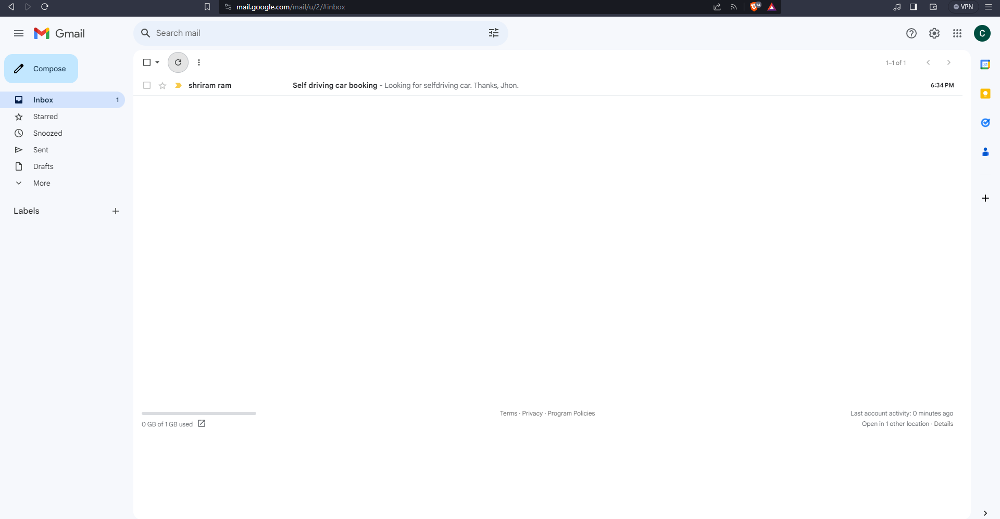 mail.google.com/mail/u/2/#inbox
14
VPN
Gmail
Search mail
C
Compose
1–1 of 1
31
shriram ram Self driving car booking - Looking for selfdriving car. Thanks, Jhon. 6:34 PM
Inbox 1
Starred
Snoozed
Sent
Drafts
More
Labels
0 GB of 1 GB used
Terms · Privacy · Program Policies
Last account activity: 0 minutes ago
Open in 1 other location · Details